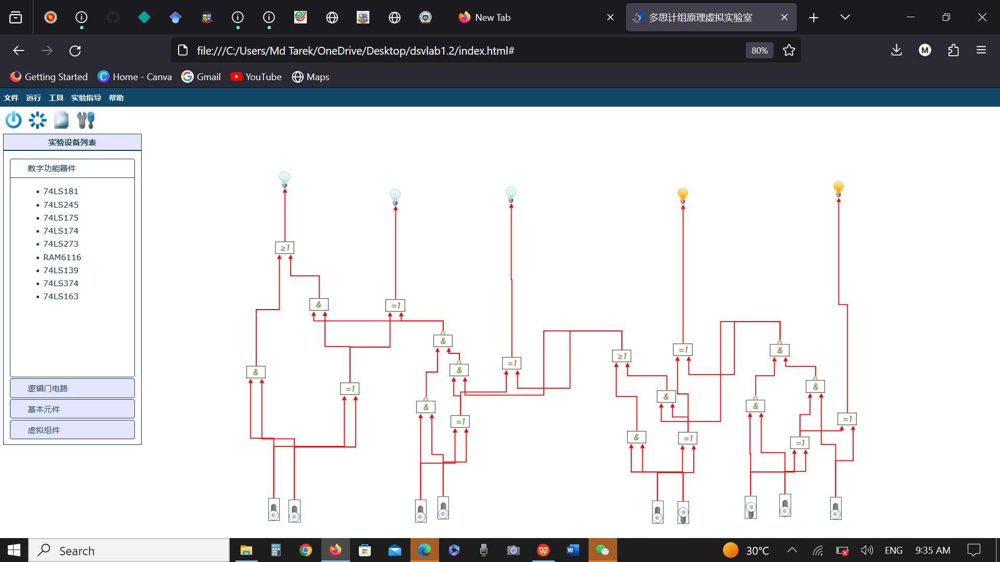 New Tab
多思计组原理虚拟实验室
file:///C:/Users/Md Tarek/OneDrive/Desktop/dsvlab1.2/index.html#
80%
M
Getting Started
Home - Canva
Gmail
YouTube
Maps
文件 运行 工具 实验指导 帮助
实验设备列表
数字功能器件
74LS181
74LS245
74LS175
74LS174
74LS273
RAM6116
74LS139
74LS374
74LS163
逻辑门电路
基本元件
虚拟组件
≥1
&
=1
&
&
=1
≥1
=1
&
&
=1
&
&
&
&
=1
=1
&
=1
=1
Search
30°C
ENG
9:35 AM